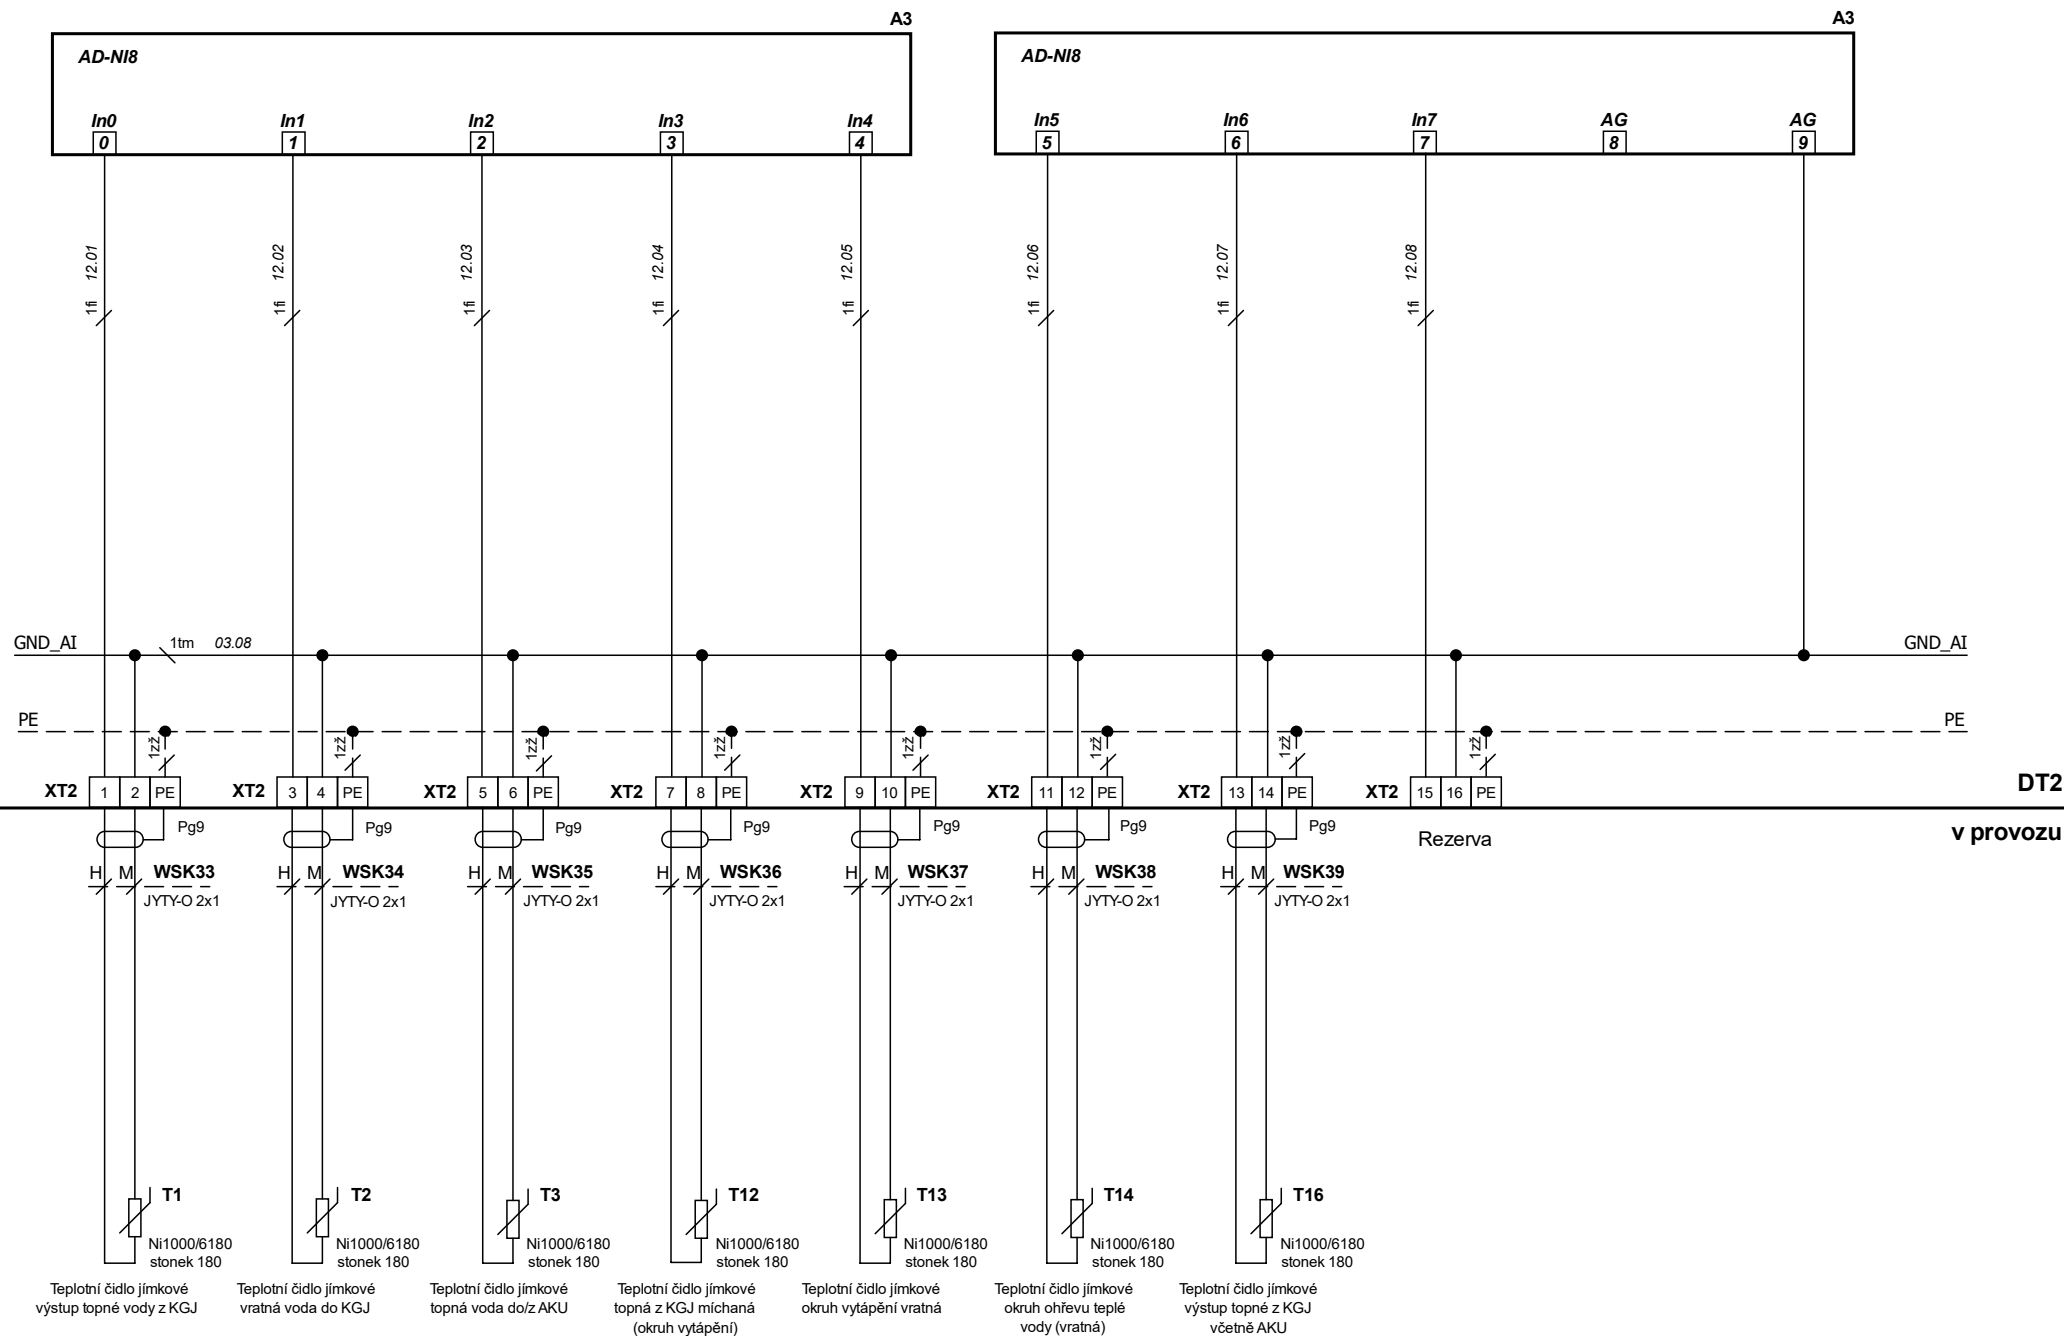 A3 A3
AD-NI8 AD-NI8
In0 In1 In2 In3 In4 In5 In6 In7 AG AG
0 1 2 3 4 5 6 7 8 9
12.01 12.02 12.03 12.04 12.05 12.06 12.07 12.08
1fi 1fi 1fi 1fi 1fi 1fi 1fi 1fi
GND_AI 1tm 03.08 GND_AI
PE PE
1zž 1zž 1zž 1zž 1zž 1zž 1zž 1zž
XT2 1 2 PE XT2 3 4 PE XT2 5 6 PE XT2 7 8 PE XT2 9 10 PE XT2 11 12 PE XT2 13 14 PE XT2 15 16 PE DT2
Pg9 Pg9 Pg9 Pg9 Pg9 Pg9 Pg9 Rezerva v provozu
H M WSK33 H M WSK34 H M WSK35 H M WSK36 H M WSK37 H M WSK38 H M WSK39
JYTY-O 2x1 JYTY-O 2x1 JYTY-O 2x1 JYTY-O 2x1 JYTY-O 2x1 JYTY-O 2x1 JYTY-O 2x1
T1 T2 T3 T12 T13 T14 T16
Ni1000/6180 Ni1000/6180 Ni1000/6180 Ni1000/6180 Ni1000/6180 Ni1000/6180 Ni1000/6180
stonek 180 stonek 180 stonek 180 stonek 180 stonek 180 stonek 180 stonek 180
Teplotní čidlo jímkové
výstup topné vody z KGJ
Teplotní čidlo jímkové
vratná voda do KGJ
Teplotní čidlo jímkové
topná voda do/z AKU
Teplotní čidlo jímkové
topná z KGJ míchaná
(okruh vytápění)
Teplotní čidlo jímkové
okruh vytápění vratná
Teplotní čidlo jímkové
okruh ohřevu teplé
vody (vratná)
Teplotní čidlo jímkové
výstup topné z KGJ
včetně AKU